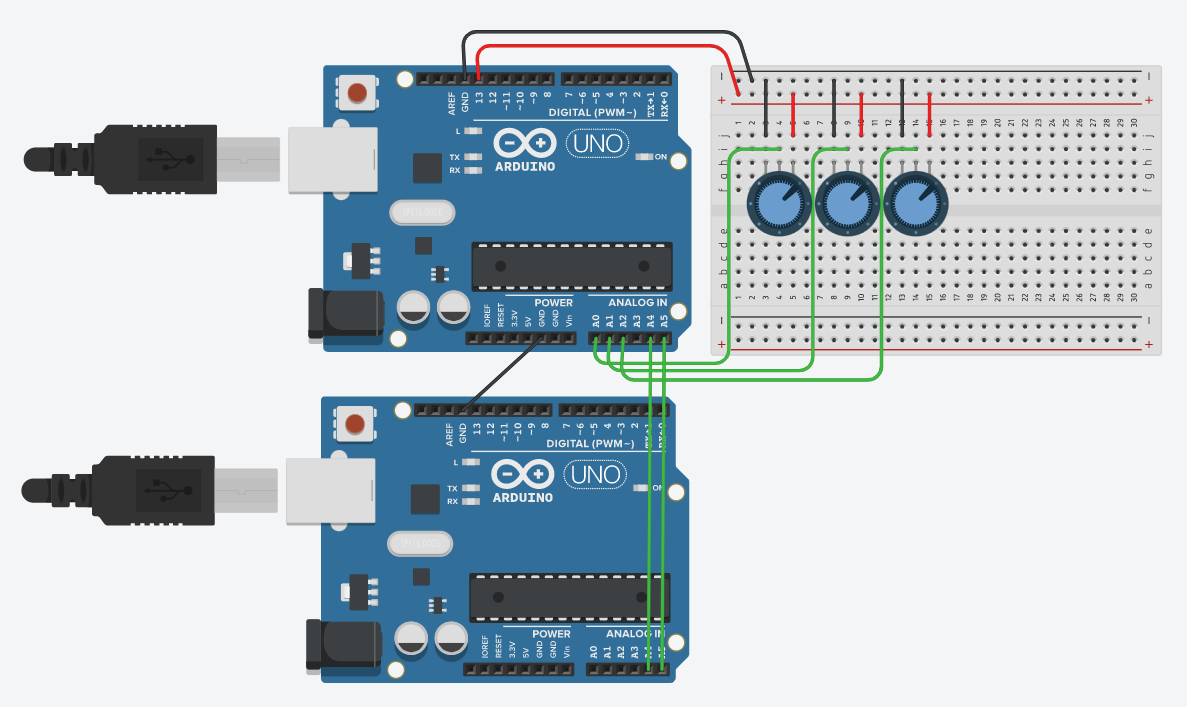 AREF GND 13 12 ~11 ~10 ~9 8 7 ~6 ~5 4 ~3 2 TX→1 RX←0
DIGITAL (PWM~)
L
TX
RX
ARDUINO
UNO
ON
POWER
ANALOG IN
IOREF RESET 3.3V 5V GND GND Vin A0 A1 A2 A3 A4 A5
− −
+ +
1 2 3 4 5 6 7 8 9 10 11 12 13 14 15 16 17 18 19 20 21 22 23 24 25 26 27 28 29 30
j j
i i
h h
g g
f f
e e
d d
c c
b b
a a
1 2 3 4 5 6 7 8 9 10 11 12 13 14 15 16 17 18 19 20 21 22 23 24 25 26 27 28 29 30
− −
+ +
AREF GND 13 12 ~11 ~10 ~9 8 7 ~6 ~5 4 ~3 2
DIGITAL (PWM~)
L
TX
RX
ARDUINO
UNO
ON
POWER
ANALOG IN
IOREF RESET 3.3V 5V GND GND Vin A0 A1 A2 A3